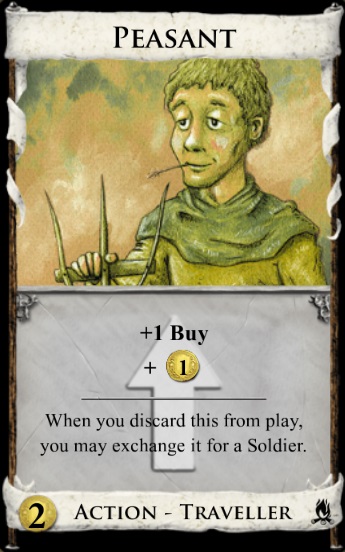 PEASANT
+1 Buy
+ 1
When you discard this from play,
you may exchange it for a Soldier.
2 ACTION - TRAVELLER